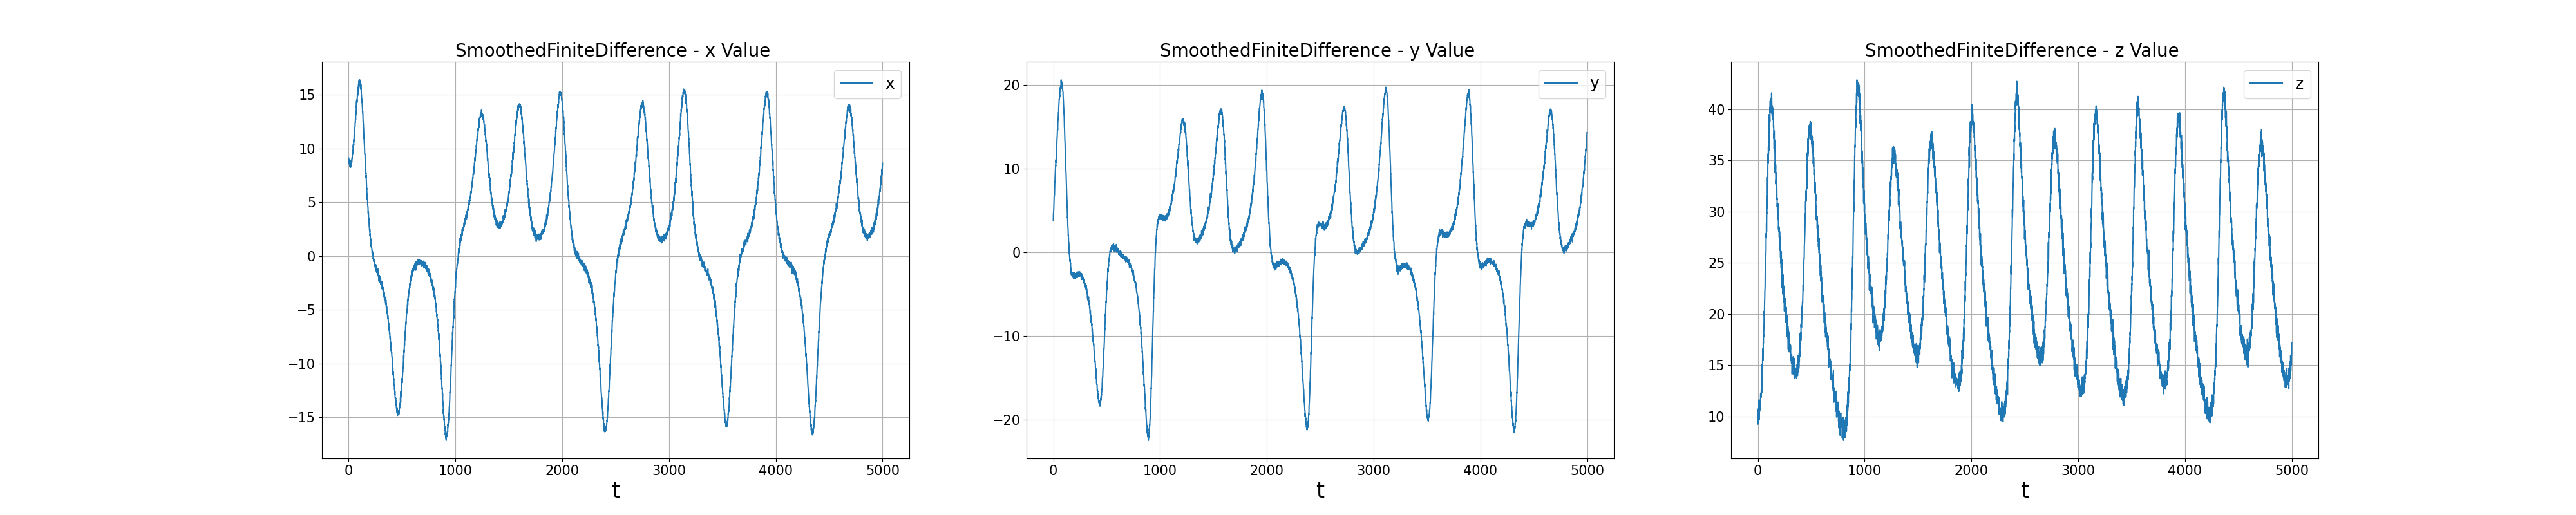 SmoothedFiniteDifference - x Value
x
15
10
5
0
−5
−10
−15
0 1000 2000 3000 4000 5000
t
SmoothedFiniteDifference - y Value
y
20
10
0
−10
−20
0 1000 2000 3000 4000 5000
t
SmoothedFiniteDifference - z Value
z
40
35
30
25
20
15
10
0 1000 2000 3000 4000 5000
t